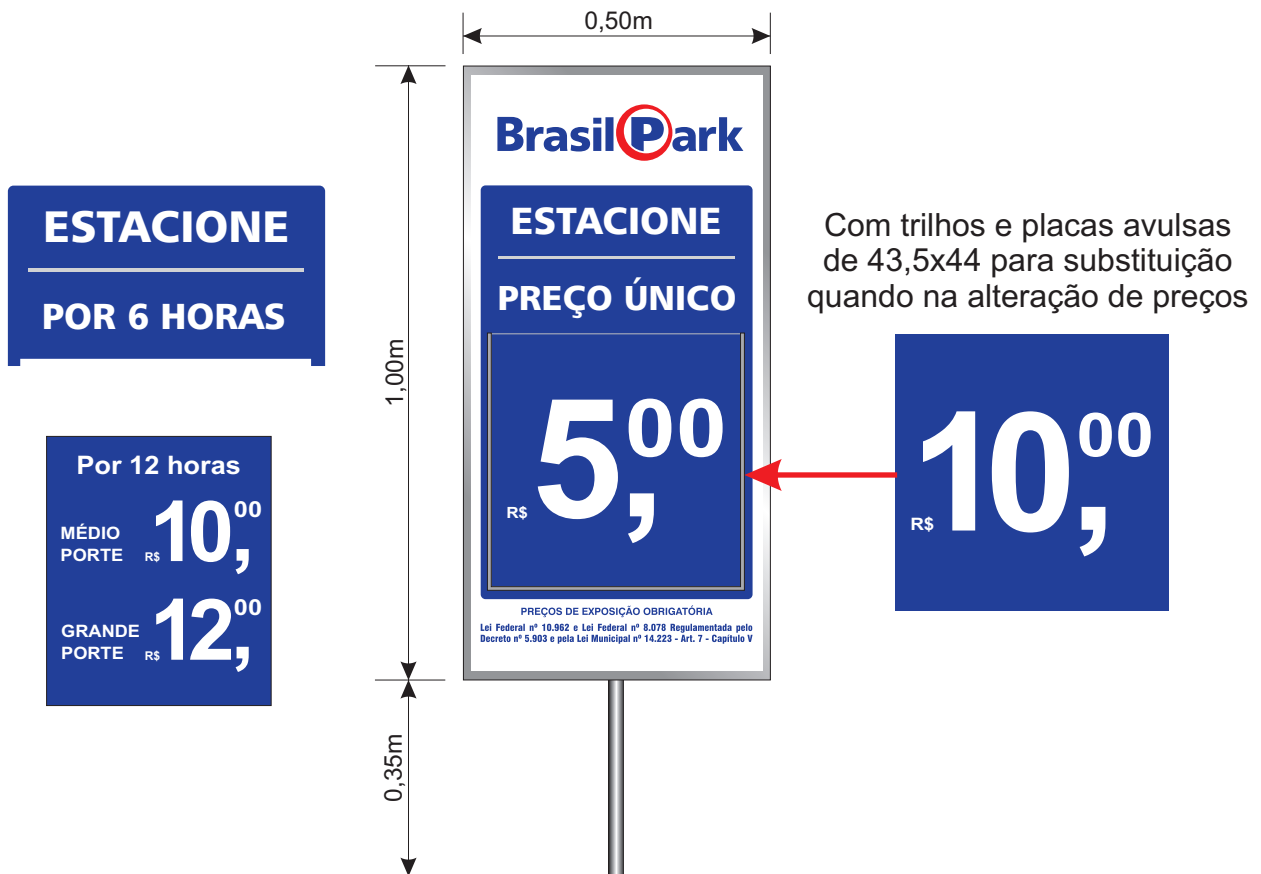 0,50m
BrasilPark
ESTACIONE
PREÇO ÚNICO
R$ 5,00
PREÇOS DE EXPOSIÇÃO OBRIGATÓRIA
Lei Federal nº 10.962 e Lei Federal nº 8.078 Regulamentada pelo
Decreto nº 5.903 e pela Lei Municipal nº 14.223 - Art. 7 - Capítulo V
1,00m
0,35m
ESTACIONE
POR 6 HORAS
Por 12 horas
MÉDIO
PORTE R$ 10,00
GRANDE
PORTE R$ 12,00
Com trilhos e placas avulsas
de 43,5x44 para substituição
quando na alteração de preços
R$ 10,00